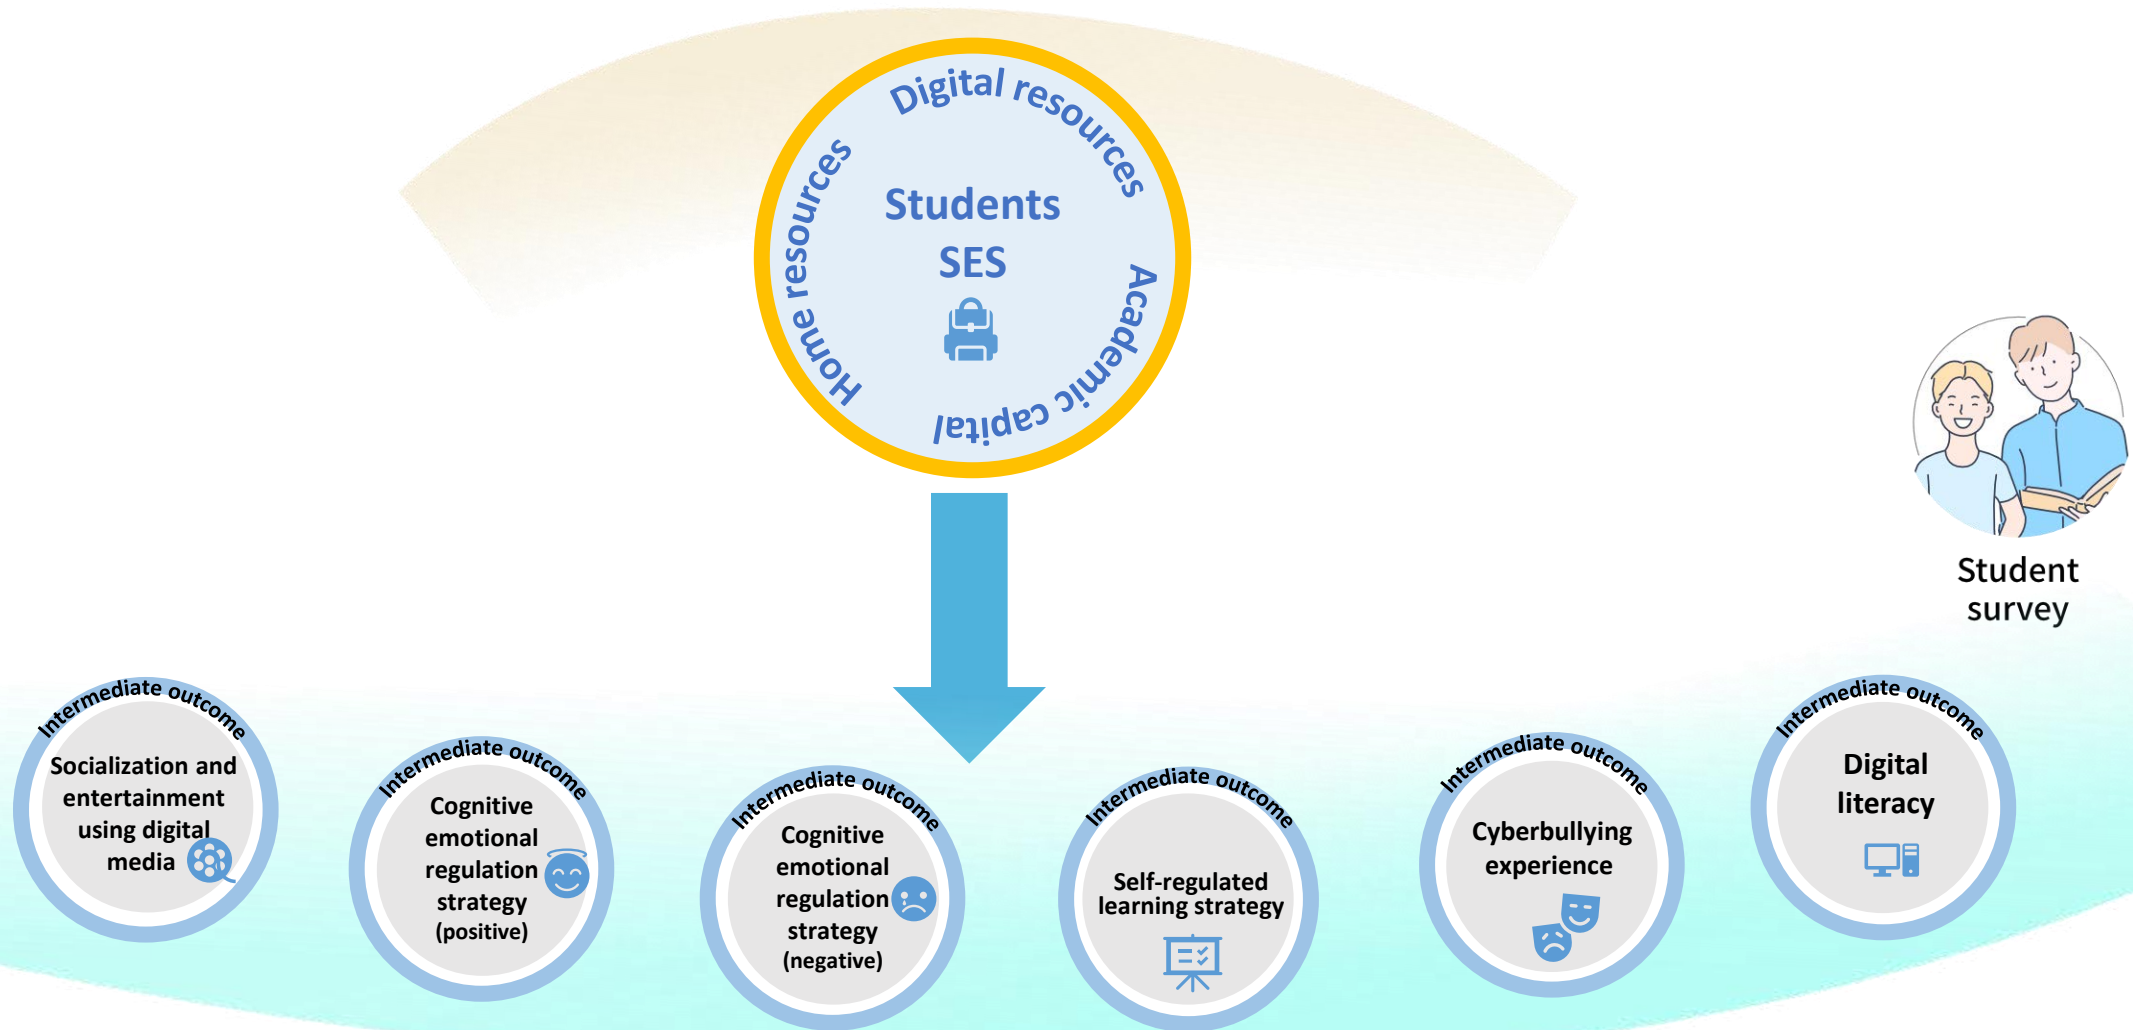 Digital resources
Home resources
Academic capital
Students
SES
Student
survey
Intermediate outcome
Socialization and
entertainment
using digital
media
Intermediate outcome
Cognitive
emotional
regulation
strategy
(positive)
Intermediate outcome
Cognitive
emotional
regulation
strategy
(negative)
Intermediate outcome
Self-regulated
learning strategy
Intermediate outcome
Cyberbullying
experience
Intermediate outcome
Digital
literacy